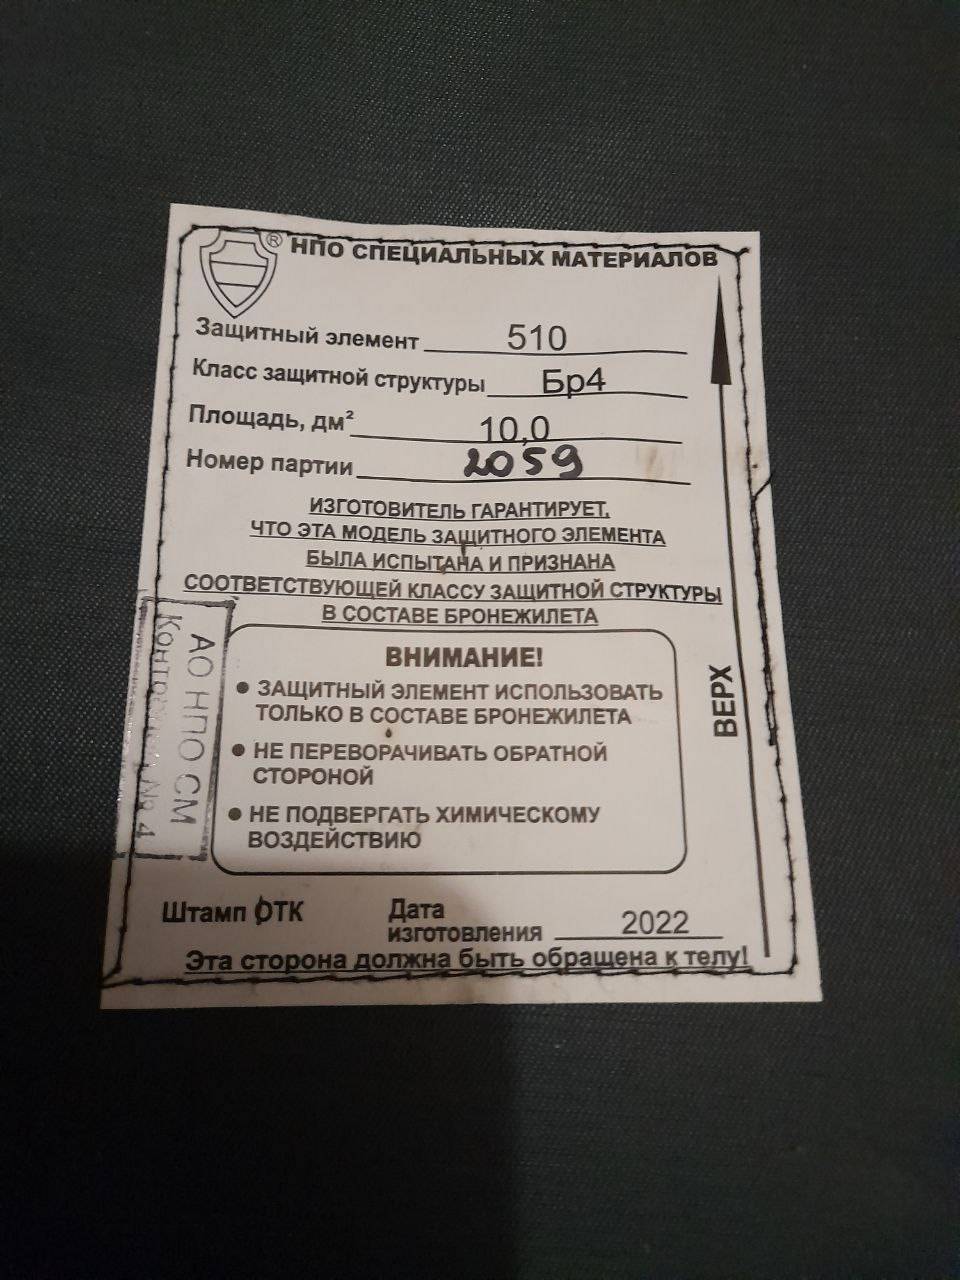 ® НПО СПЕЦИАЛЬНЫХ МАТЕРИАЛОВ
Защитный элемент 510
Класс защитной структуры Бр4
Площадь, дм² 10,0
Номер партии 2059
ИЗГОТОВИТЕЛЬ ГАРАНТИРУЕТ,
ЧТО ЭТА МОДЕЛЬ ЗАЩИТНОГО ЭЛЕМЕНТА
БЫЛА ИСПЫТАНА И ПРИЗНАНА
СООТВЕТСТВУЮЩЕЙ КЛАССУ ЗАЩИТНОЙ СТРУКТУРЫ
В СОСТАВЕ БРОНЕЖИЛЕТА
ВНИМАНИЕ!
● ЗАЩИТНЫЙ ЭЛЕМЕНТ ИСПОЛЬЗОВАТЬ
ТОЛЬКО В СОСТАВЕ БРОНЕЖИЛЕТА
● НЕ ПЕРЕВОРАЧИВАТЬ ОБРАТНОЙ
СТОРОНОЙ
● НЕ ПОДВЕРГАТЬ ХИМИЧЕСКОМУ
ВОЗДЕЙСТВИЮ
ВЕРХ
АО НПО СМ
№ 4
Штамп ОТК
Дата
изготовления 2022
Эта сторона должна быть обращена к телу!